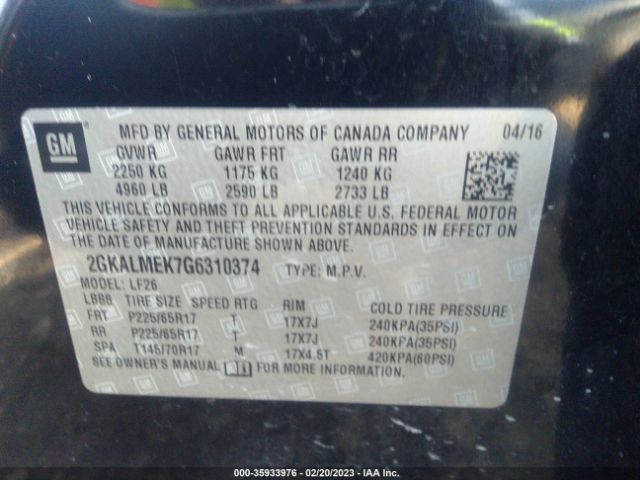 GM
MFD BY GENERAL MOTORS OF CANADA COMPANY 04/16
GVWR GAWR FRT GAWR RR
2250 KG 1175 KG 1240 KG
4960 LB 2590 LB 2733 LB
THIS VEHICLE CONFORMS TO ALL APPLICABLE U.S. FEDERAL MOTOR
VEHICLE SAFETY AND THEFT PREVENTION STANDARDS IN EFFECT ON
THE DATE OF MANUFACTURE SHOWN ABOVE.
2GKALMEK7G6310374 TYPE: M.P.V.
MODEL: LF26
LBBB TIRE SIZE SPEED RTG RIM COLD TIRE PRESSURE
FRT P225/65R17 T 17X7J 240KPA(35PSI)
RR P225/65R17 T 17X7J 240KPA(35PSI)
SPA T145/70R17 M 17X4.5T 420KPA(60PSI)
SEE OWNER'S MANUAL FOR MORE INFORMATION.
000-35933976 - 02/20/2023 - IAA Inc.